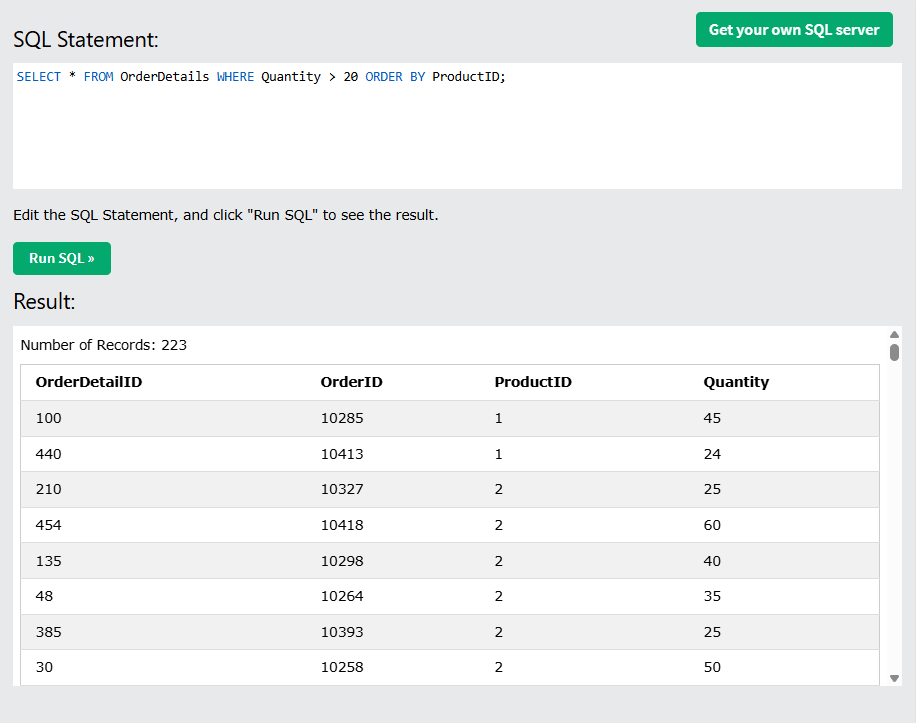 SQL Statement:
Get your own SQL server
SELECT * FROM OrderDetails WHERE Quantity > 20 ORDER BY ProductID;
Edit the SQL Statement, and click "Run SQL" to see the result.
Run SQL »
Result:
Number of Records: 223
OrderDetailID OrderID ProductID Quantity
100 10285 1 45
440 10413 1 24
210 10327 2 25
454 10418 2 60
135 10298 2 40
48 10264 2 35
385 10393 2 25
30 10258 2 50